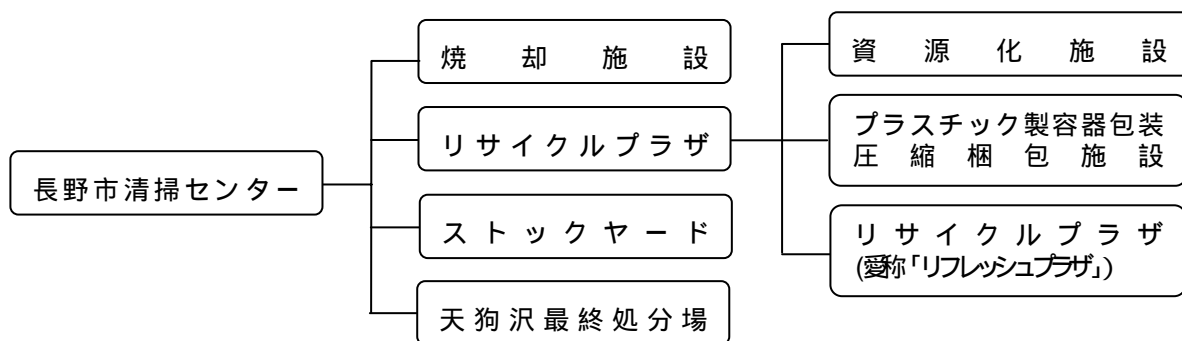 長野市清掃センター
焼却施設
リサイクルプラザ
ストックヤード
天狗沢最終処分場
資源化施設
プラスチック製容器包装
圧縮梱包施設
リサイクルプラザ
(愛称「リフレッシュプラザ」)